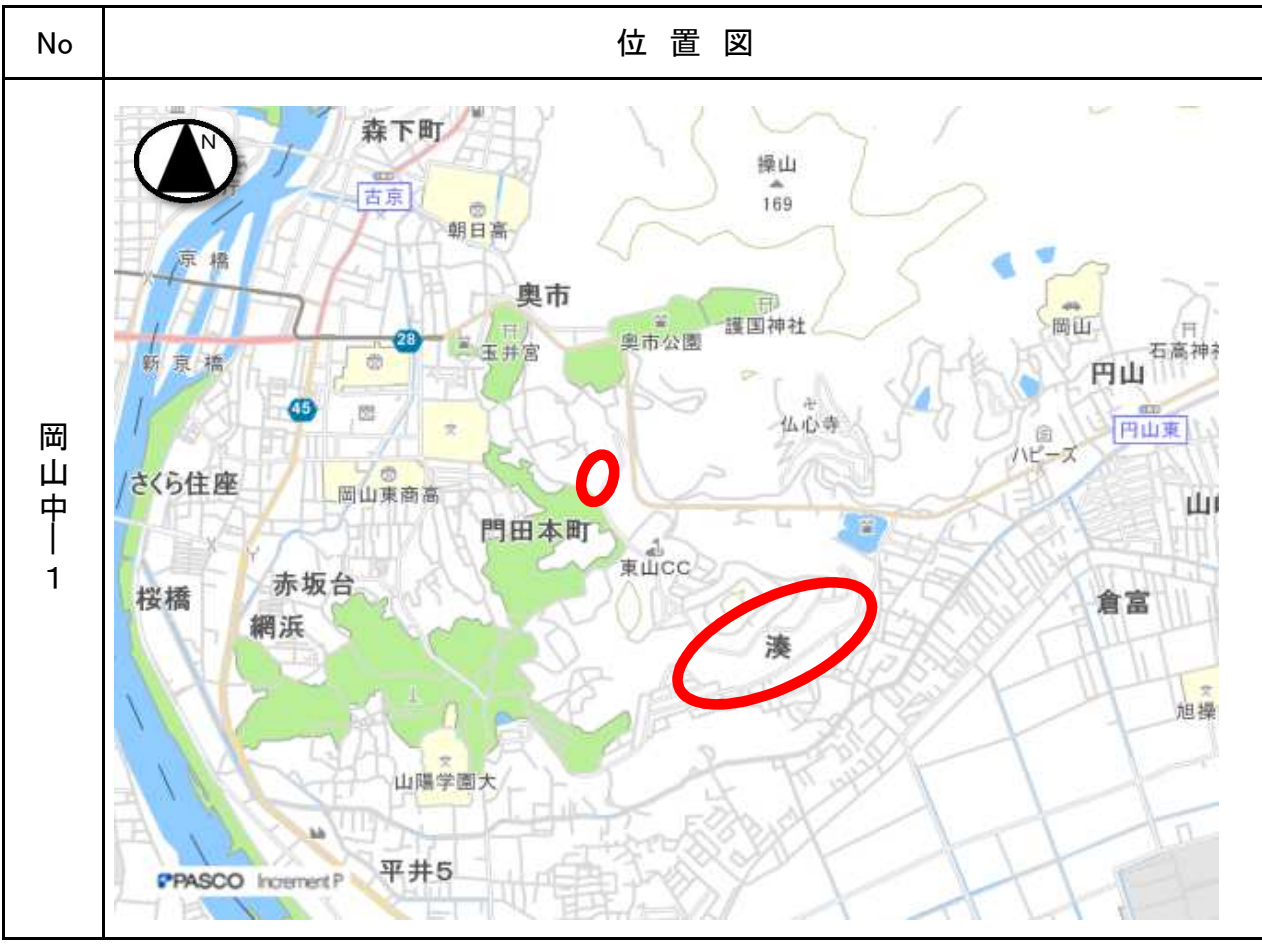 No
位置図
岡山中ー1
N
森下町
古京
朝日高
操山
169
京橋
奥市
護国神社
岡山
石高神
28
玉井宮
奥市公園
新京橋
円山
45
仏心寺
円山東
ハピーズ
さくら住座
岡山東商高
門田本町
東山CC
桜橋
赤坂台
網浜
倉富
湊
旭操
山陽学園大
平井5
PASCO Increment P